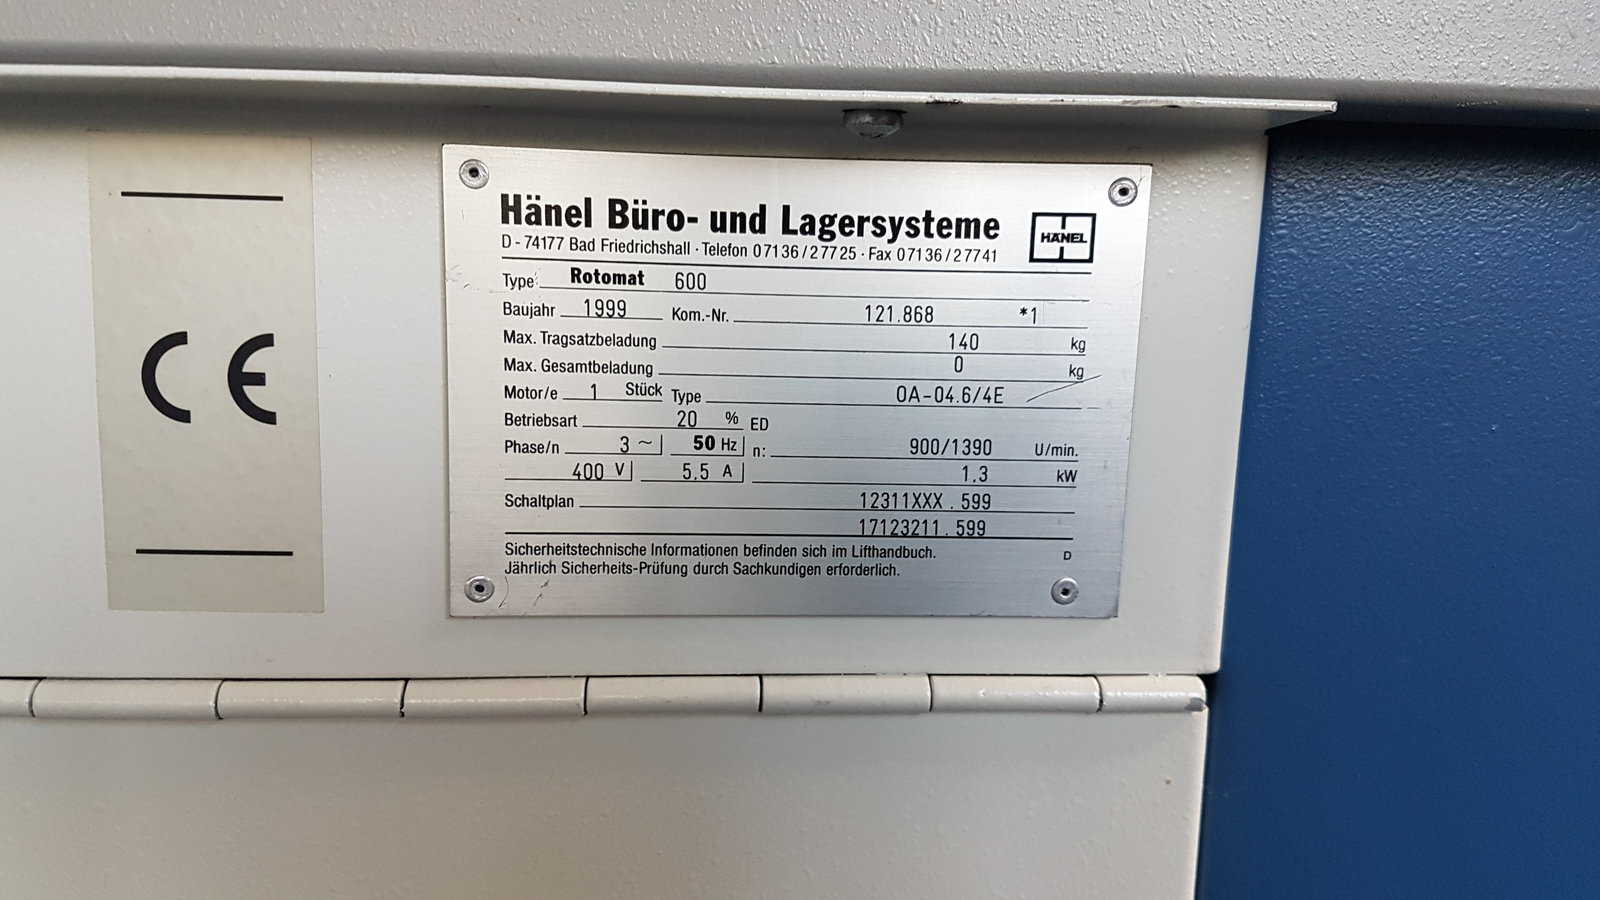 CE
Hänel Büro- und Lagersysteme
HÄNEL
D-74177 Bad Friedrichshall · Telefon 07136/27725 · Fax 07136/27741
Type Rotomat 600
Baujahr 1999 Kom.-Nr. 121.868 *1
Max. Tragsatzbeladung 140 kg
Max. Gesamtbeladung 0 kg
Motor/e 1 Stück Type 0A-04.6/4E
Betriebsart 20 % ED
Phase/n 3 ~ 50 Hz n: 900/1390 U/min.
400 V 5.5 A 1.3 kW
Schaltplan 12311XXX.599
17123211.599
Sicherheitstechnische Informationen befinden sich im Lifthandbuch. D
Jährlich Sicherheits-Prüfung durch Sachkundigen erforderlich.